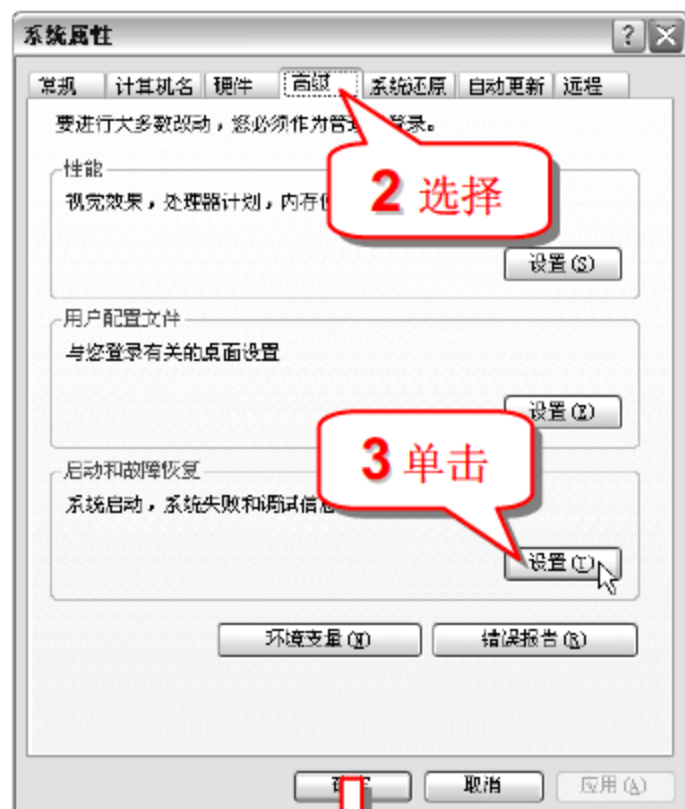 系统属性
常规 计算机名 硬件 高级 系统还原 自动更新 远程
要进行大多数改动，您必须作为管 登录。
2 选择
性能
视觉效果，处理器计划，内存
设置(S)
用户配置文件
与您登录有关的桌面设置
设置(E)
3 单击
启动和故障恢复
系统启动，系统失败和调试信息
设置(T)
环境变量(N) 错误报告(R)
取消 应用(A)